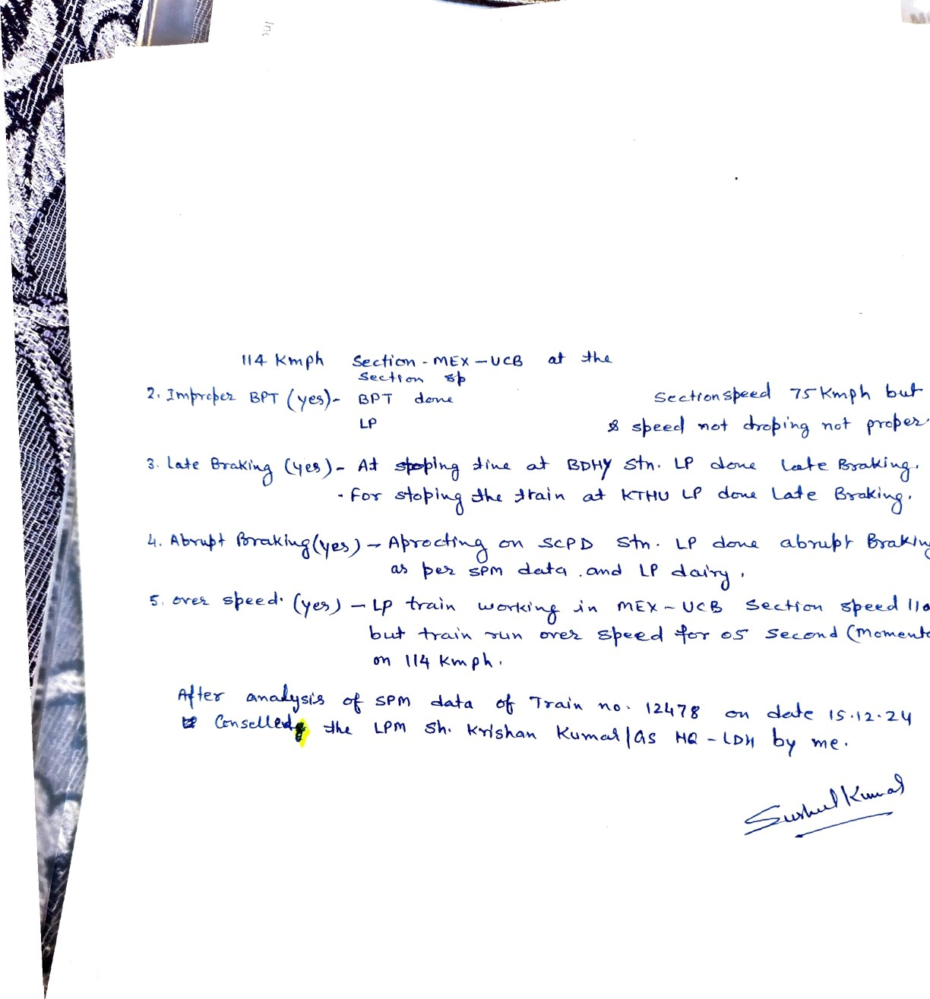 Inc
114 Kmph Section - MEX - UCB at the
Section sp
2. Improper BPT (yes)- BPT done Section speed 75 Kmph but
LP & speed not droping not proper
3. Late Braking (yes)- At stoping time at BDHY Stn. LP done late Braking.
- for stoping the train at KTHU LP done Late Braking.
4. Abrupt Braking (yes) - Aprocting on SCPD Stn. LP done abrupt Braking
as per SPM data . and LP dairy.
5. over speed. (yes) - LP train working in MEX - UCB Section speed 110
but train run over speed for 05 second (Momenta
on 114 kmph.
After analysis of SPM data of Train no. 12478 on date 15.12.24
Conselled the LPM Sh. Krishan Kumar/GS HQ - LDH by me.
Sushil Kumar